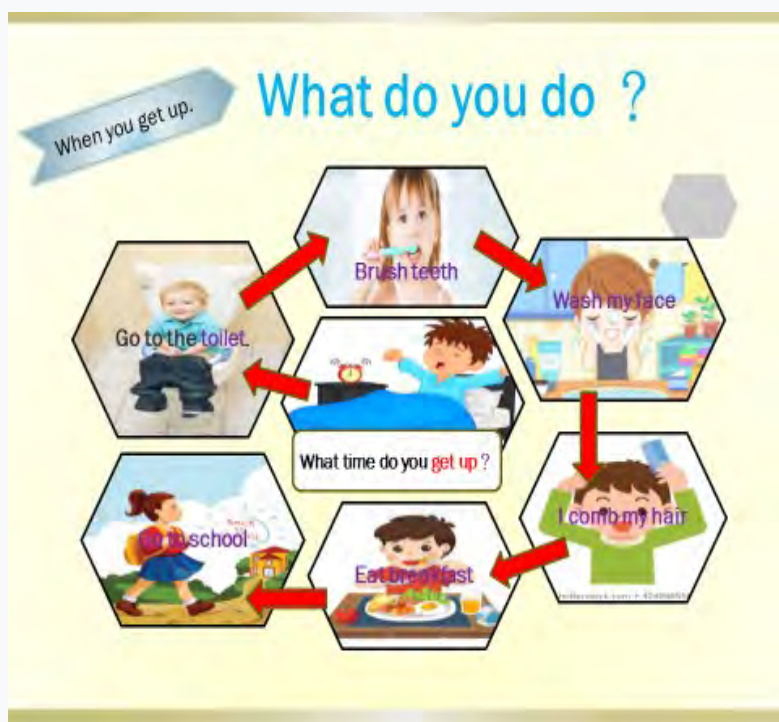 When you get up.
What do you do ?
Brush teeth
Wash my face
Go to the toilet.
What time do you get up ?
I comb my hair
Go to school
Eat breakfast